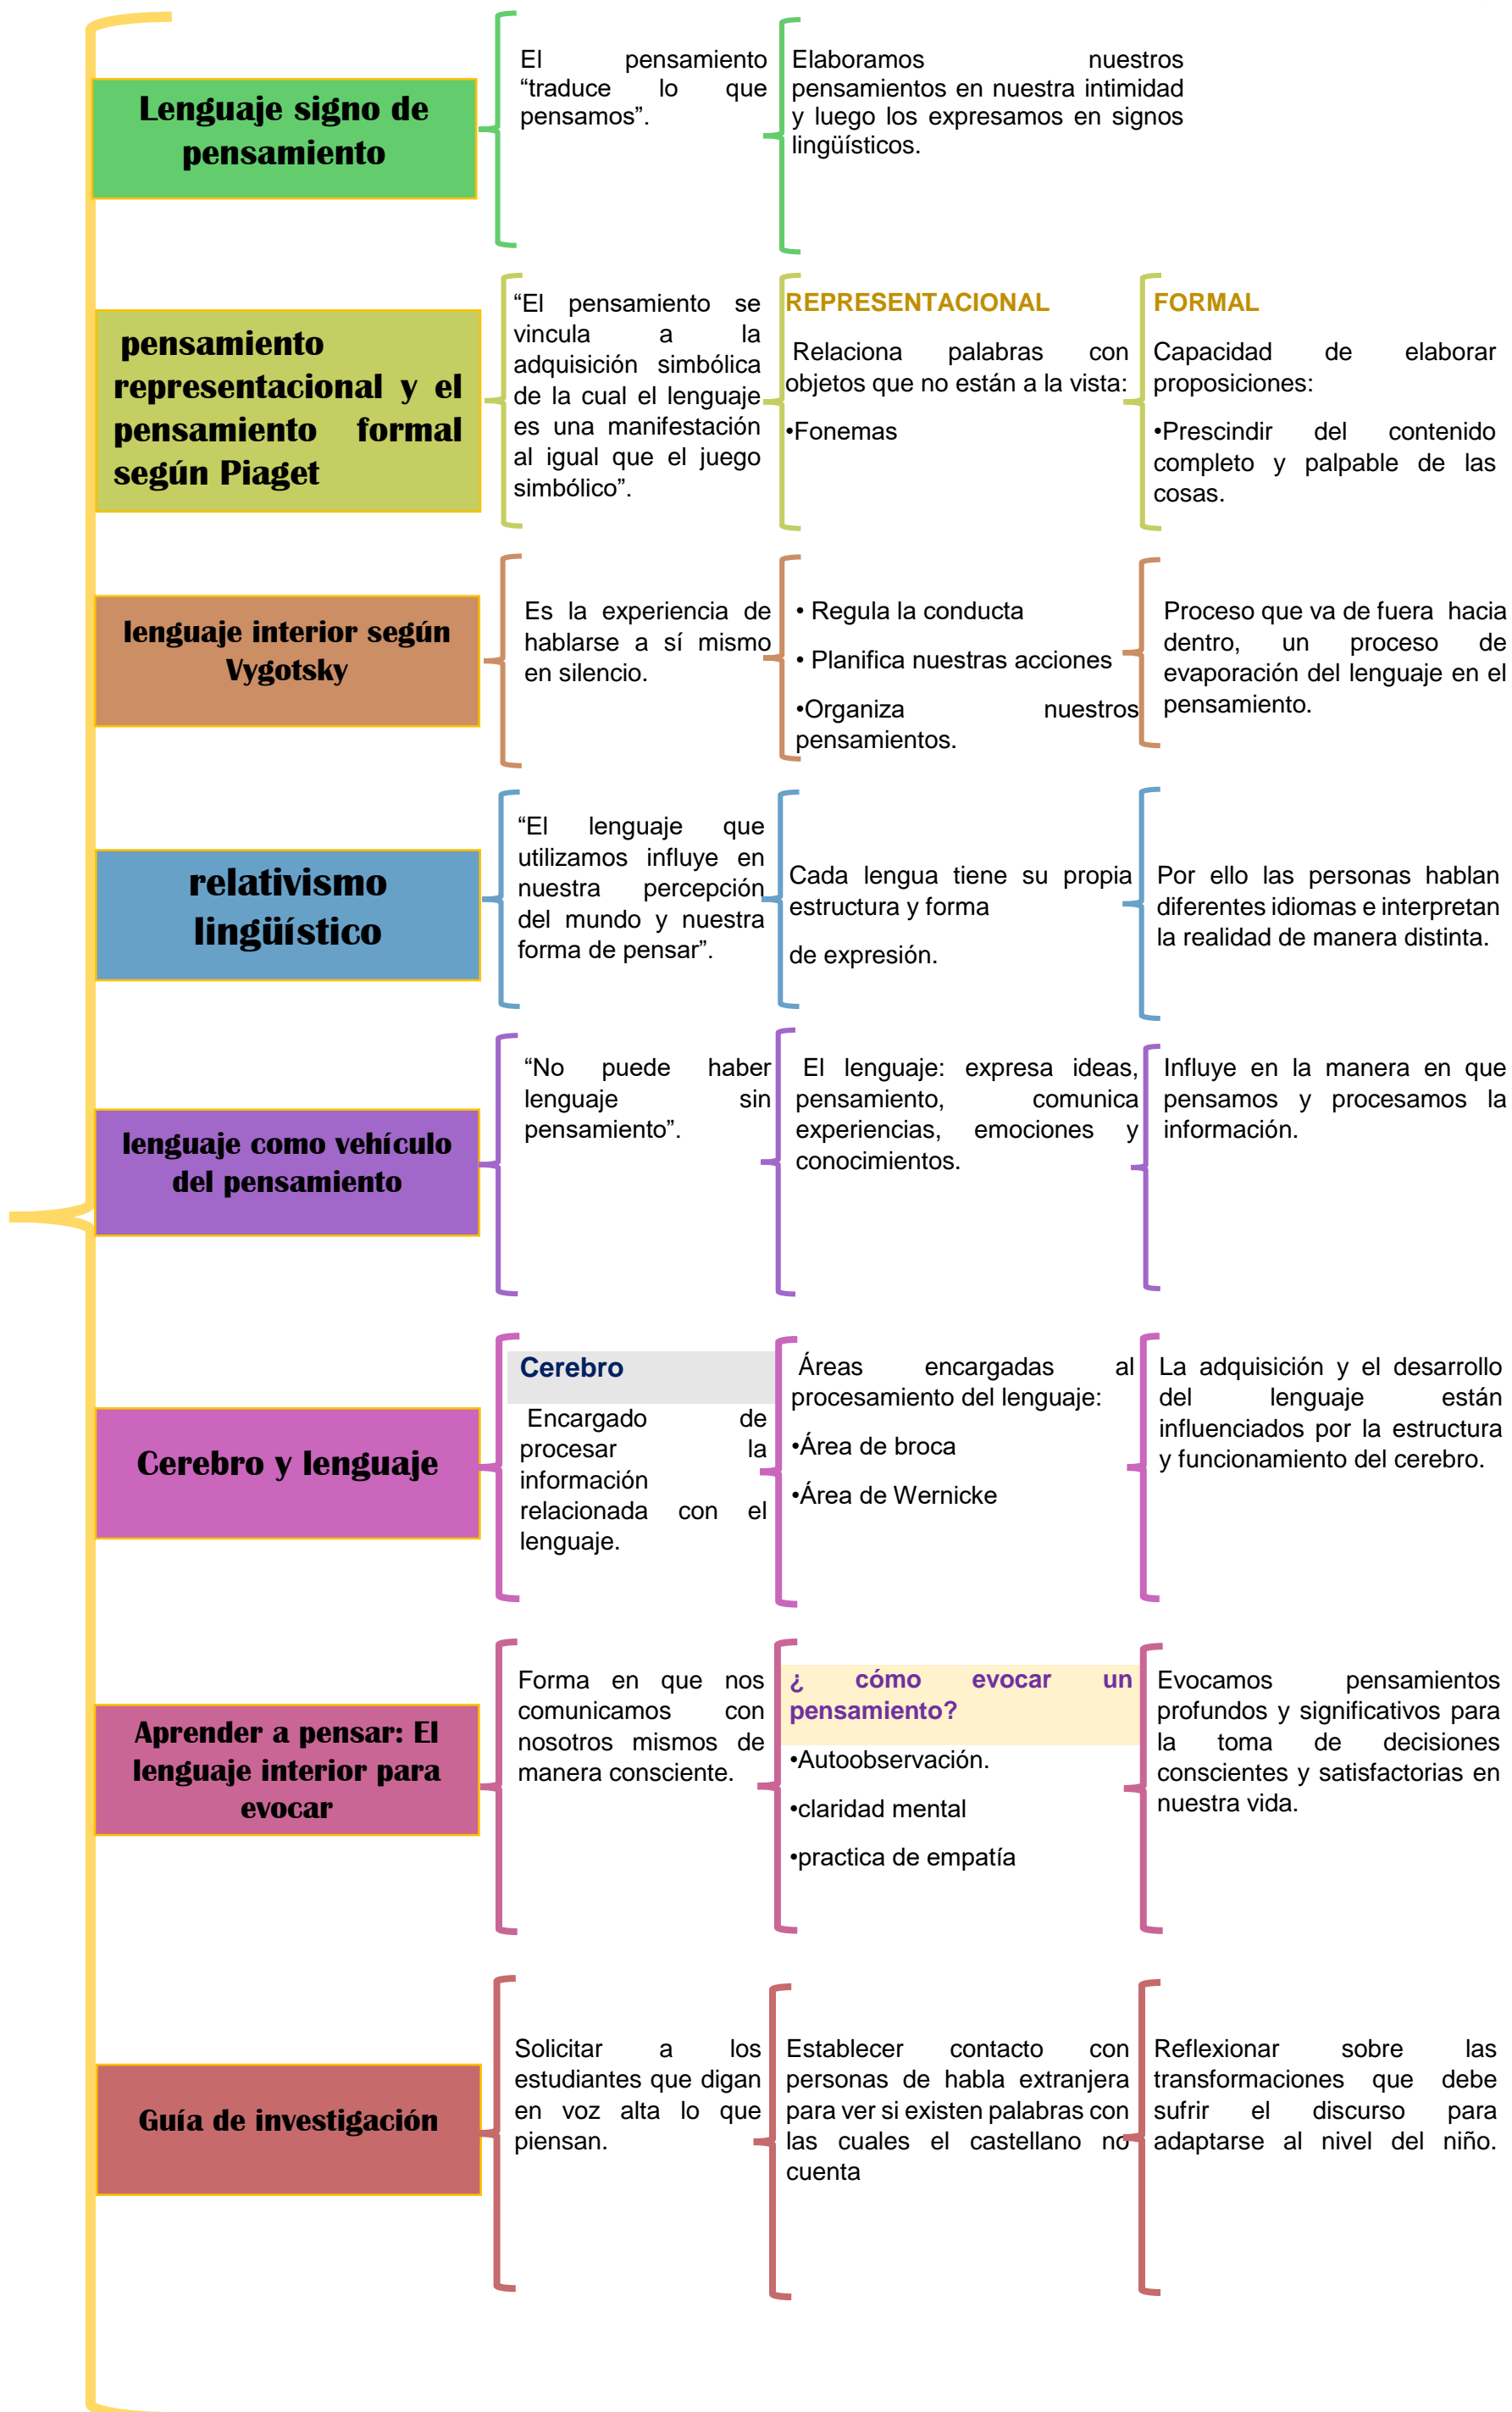 Lenguaje signo de
pensamiento
El pensamiento
“traduce lo que
pensamos”.
Elaboramos nuestros
pensamientos en nuestra intimidad
y luego los expresamos en signos
lingüísticos.
pensamiento
representacional y el
pensamiento formal
según Piaget
“El pensamiento se
vincula a la
adquisición simbólica
de la cual el lenguaje
es una manifestación
al igual que el juego
simbólico”.
REPRESENTACIONAL
Relaciona palabras con
objetos que no están a la vista:
•Fonemas
FORMAL
Capacidad de elaborar
proposiciones:
•Prescindir del contenido
completo y palpable de las
cosas.
lenguaje interior según
Vygotsky
Es la experiencia de
hablarse a sí mismo
en silencio.
• Regula la conducta
• Planifica nuestras acciones
•Organiza nuestros
pensamientos.
Proceso que va de fuera hacia
dentro, un proceso de
evaporación del lenguaje en el
pensamiento.
relativismo
lingüístico
“El lenguaje que
utilizamos influye en
nuestra percepción
del mundo y nuestra
forma de pensar”.
Cada lengua tiene su propia
estructura y forma
de expresión.
Por ello las personas hablan
diferentes idiomas e interpretan
la realidad de manera distinta.
lenguaje como vehículo
del pensamiento
“No puede haber
lenguaje sin
pensamiento”.
El lenguaje: expresa ideas,
pensamiento, comunica
experiencias, emociones y
conocimientos.
Influye en la manera en que
pensamos y procesamos la
información.
Cerebro y lenguaje
Cerebro
Encargado de
procesar la
información
relacionada con el
lenguaje.
Áreas encargadas al
procesamiento del lenguaje:
•Área de broca
•Área de Wernicke
La adquisición y el desarrollo
del lenguaje están
influenciados por la estructura
y funcionamiento del cerebro.
Aprender a pensar: El
lenguaje interior para
evocar
Forma en que nos
comunicamos con
nosotros mismos de
manera consciente.
¿ cómo evocar un
pensamiento?
•Autoobservación.
•claridad mental
•practica de empatía
Evocamos pensamientos
profundos y significativos para
la toma de decisiones
conscientes y satisfactorias en
nuestra vida.
Guía de investigación
Solicitar a los
estudiantes que digan
en voz alta lo que
piensan.
Establecer contacto con
personas de habla extranjera
para ver si existen palabras con
las cuales el castellano no
cuenta
Reflexionar sobre las
transformaciones que debe
sufrir el discurso para
adaptarse al nivel del niño.